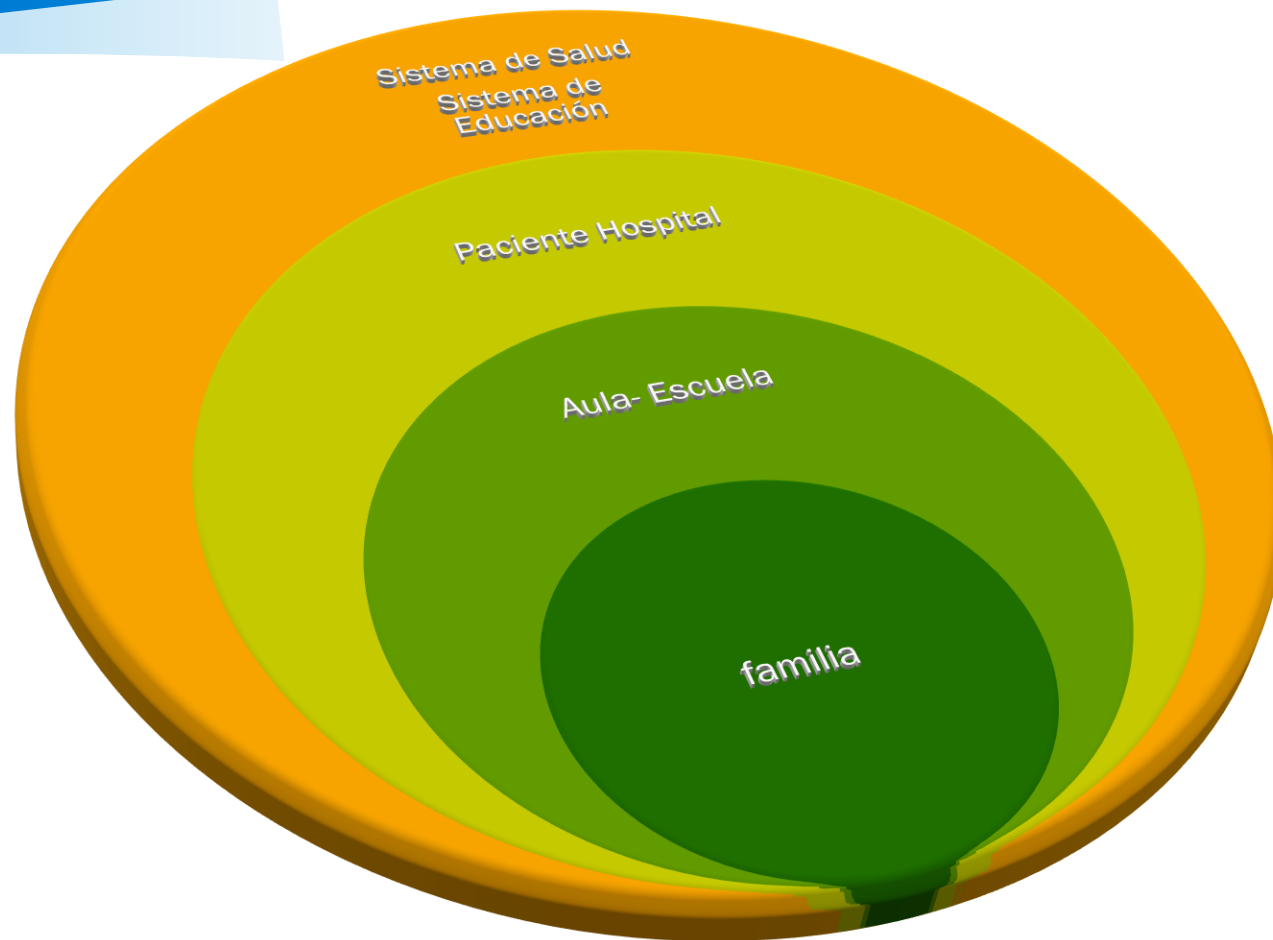 Sistema de Salud
Sistema de
Educación
Paciente Hospital
Aula- Escuela
familia